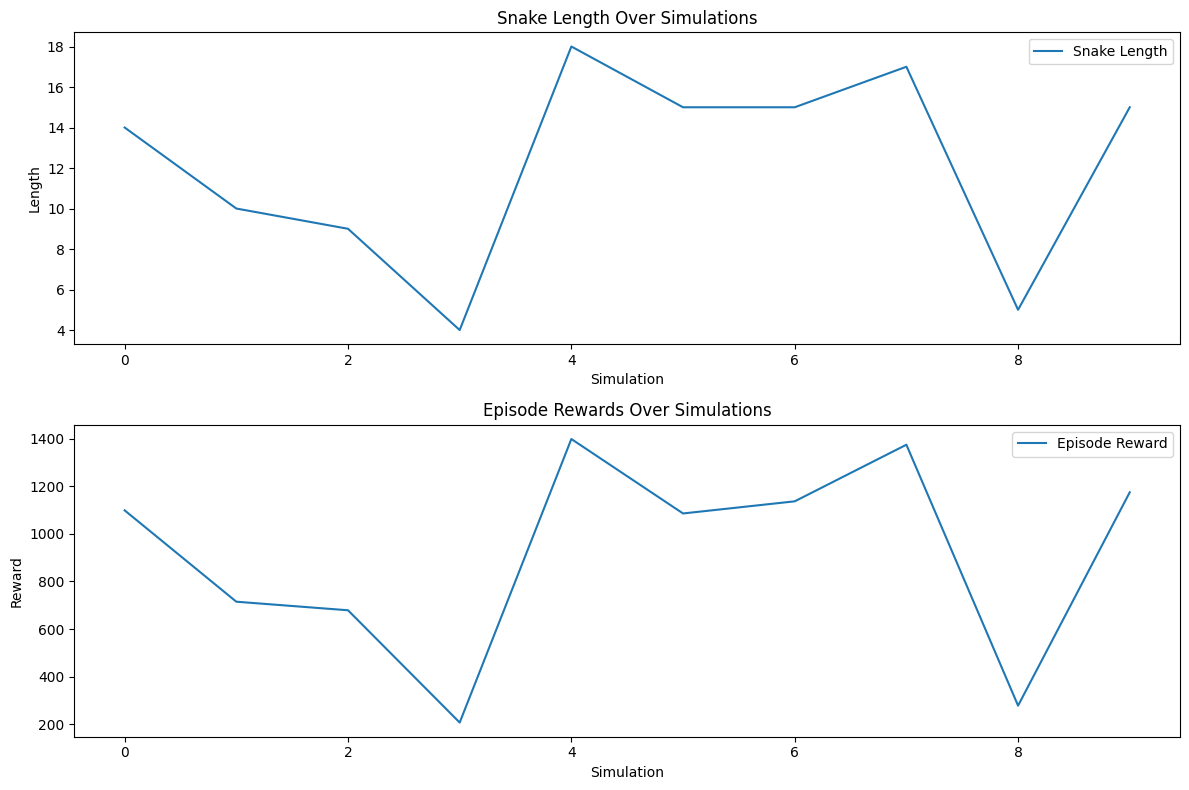 Snake Length Over Simulations
Snake Length
18
16
14
12
10
8
6
4
Length
0 2 4 6 8
Simulation
Episode Rewards Over Simulations
Episode Reward
1400
1200
1000
800
600
400
200
Reward
0 2 4 6 8
Simulation